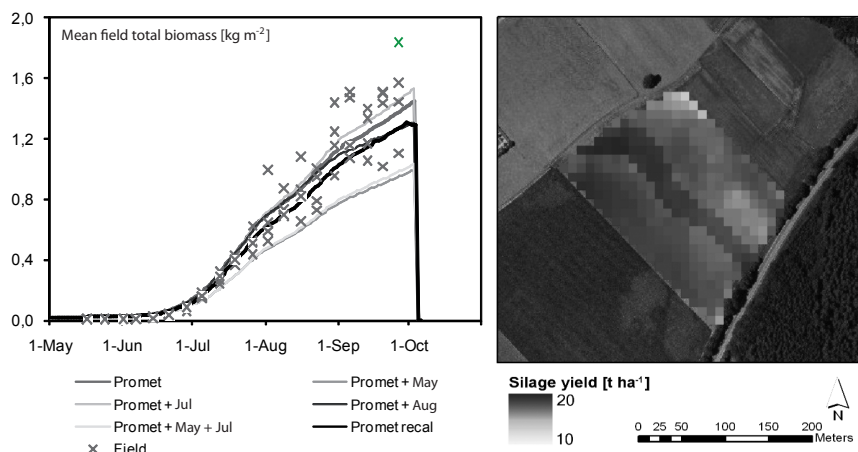 2,0
Mean field total biomass [kg m-2]
1,6
1,2
0,8
0,4
0,0
1-May 1-Jun 1-Jul 1-Aug 1-Sep 1-Oct
Promet
Promet + May
Promet + Jul
Promet + Aug
Promet + May + Jul
Promet recal
Field
Silage yield [t ha-1]
20
10
N
0 25 50 100 150 200
Meters